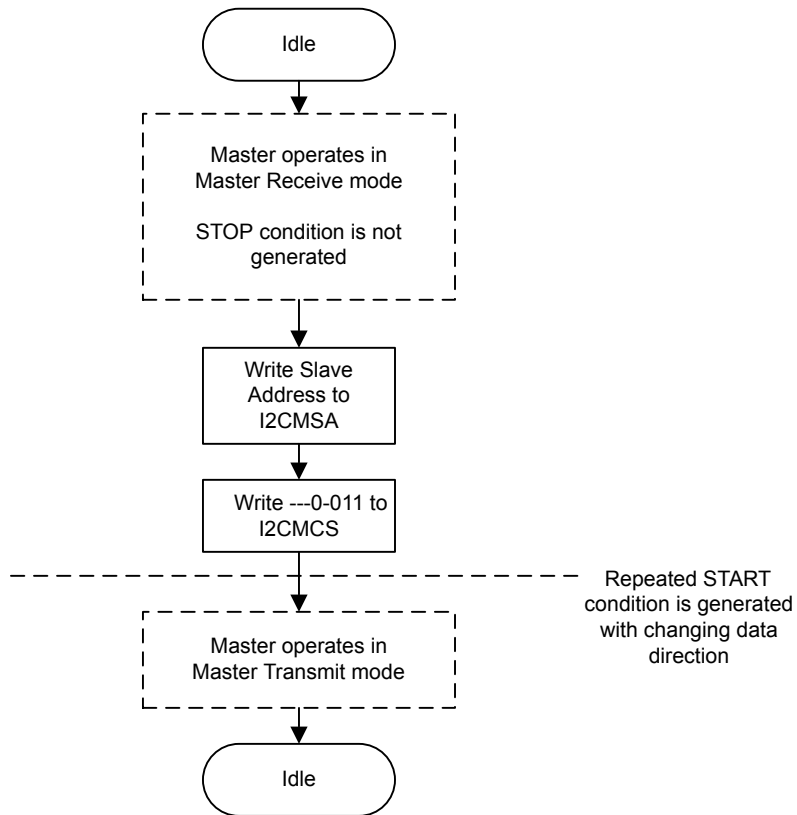 Idle
Master operates in
Master Receive mode
STOP condition is not
generated
Write Slave
Address to
I2CMSA
Write ---0-011 to
I2CMCS
Repeated START
condition is generated
with changing data
direction
Master operates in
Master Transmit mode
Idle